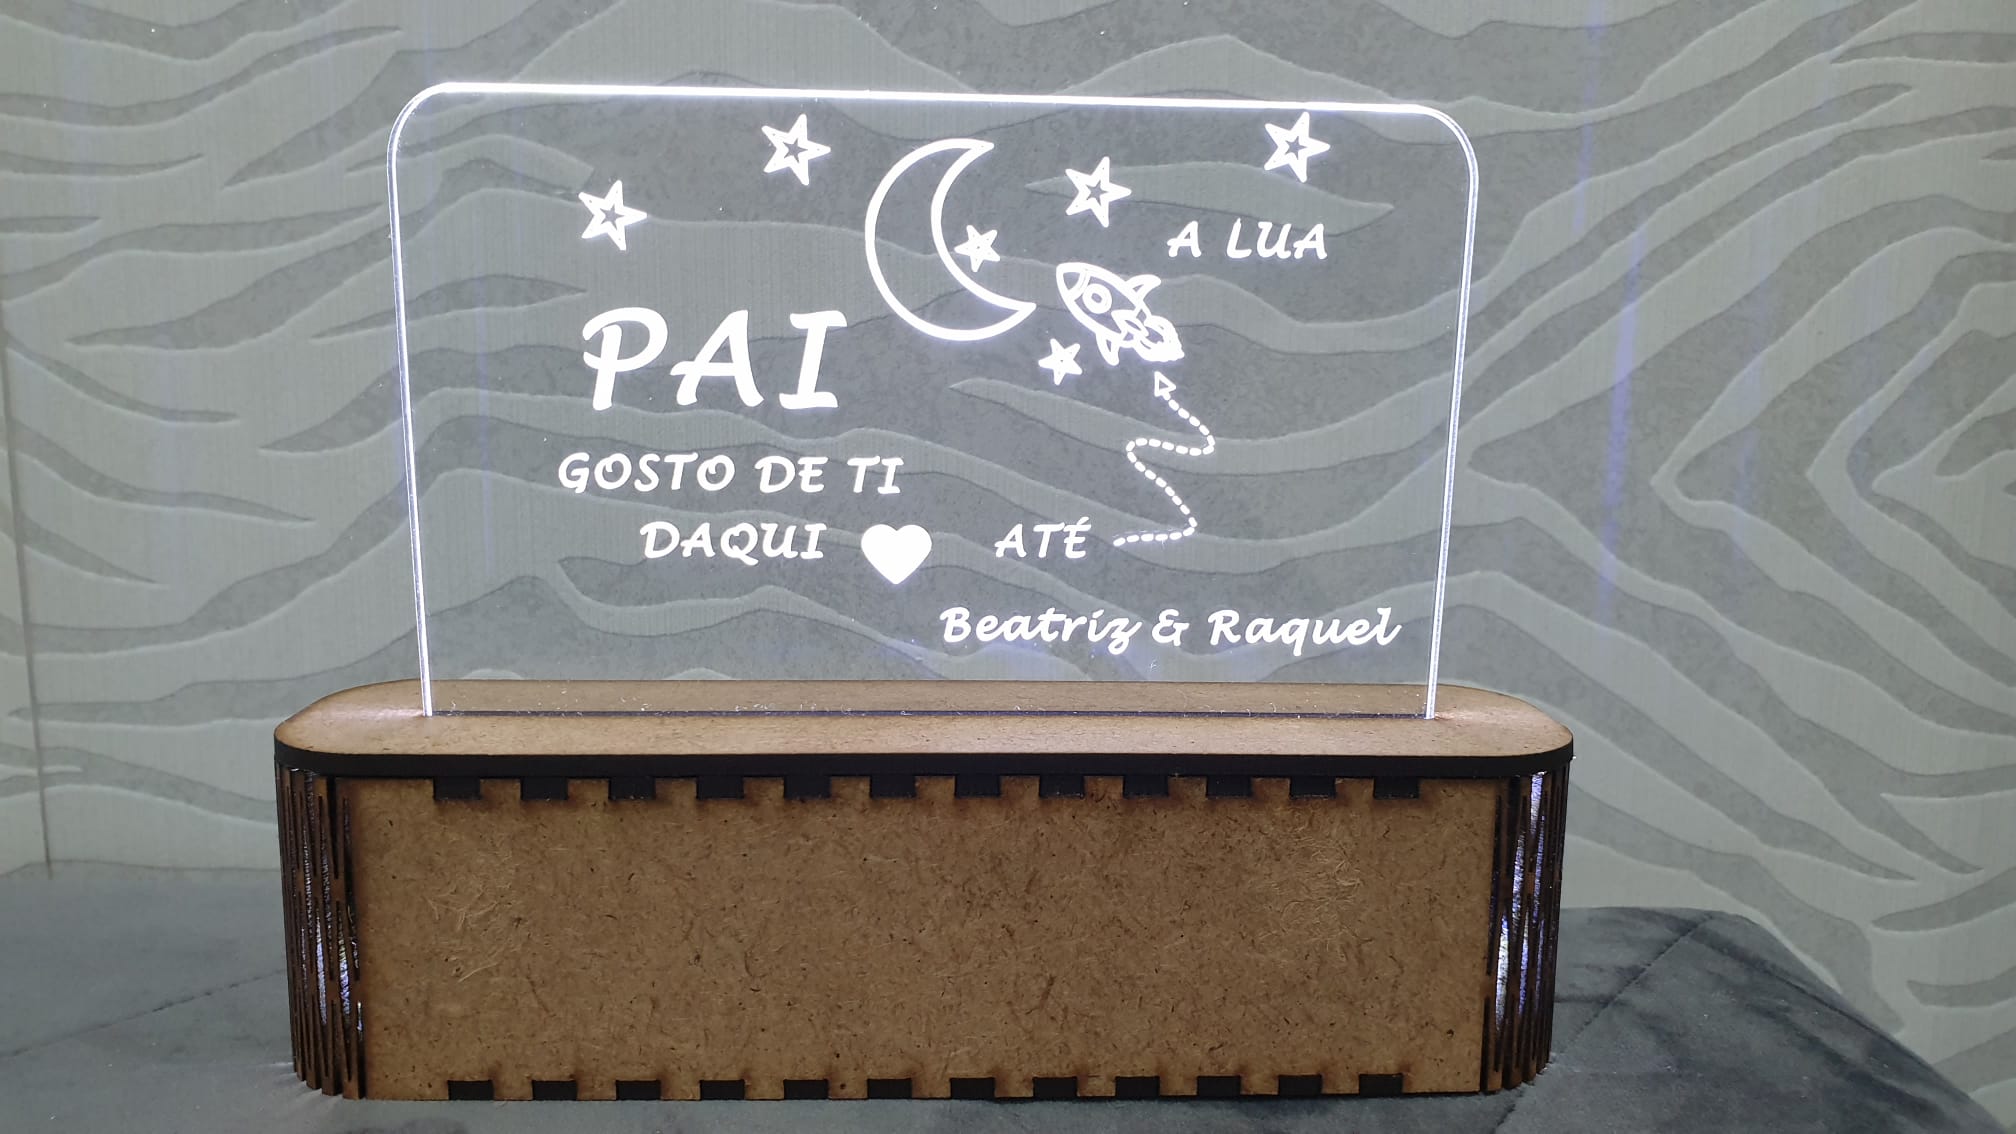 PAI
GOSTO DE TI
DAQUI ATÉ
A LUA
Beatriz & Raquel